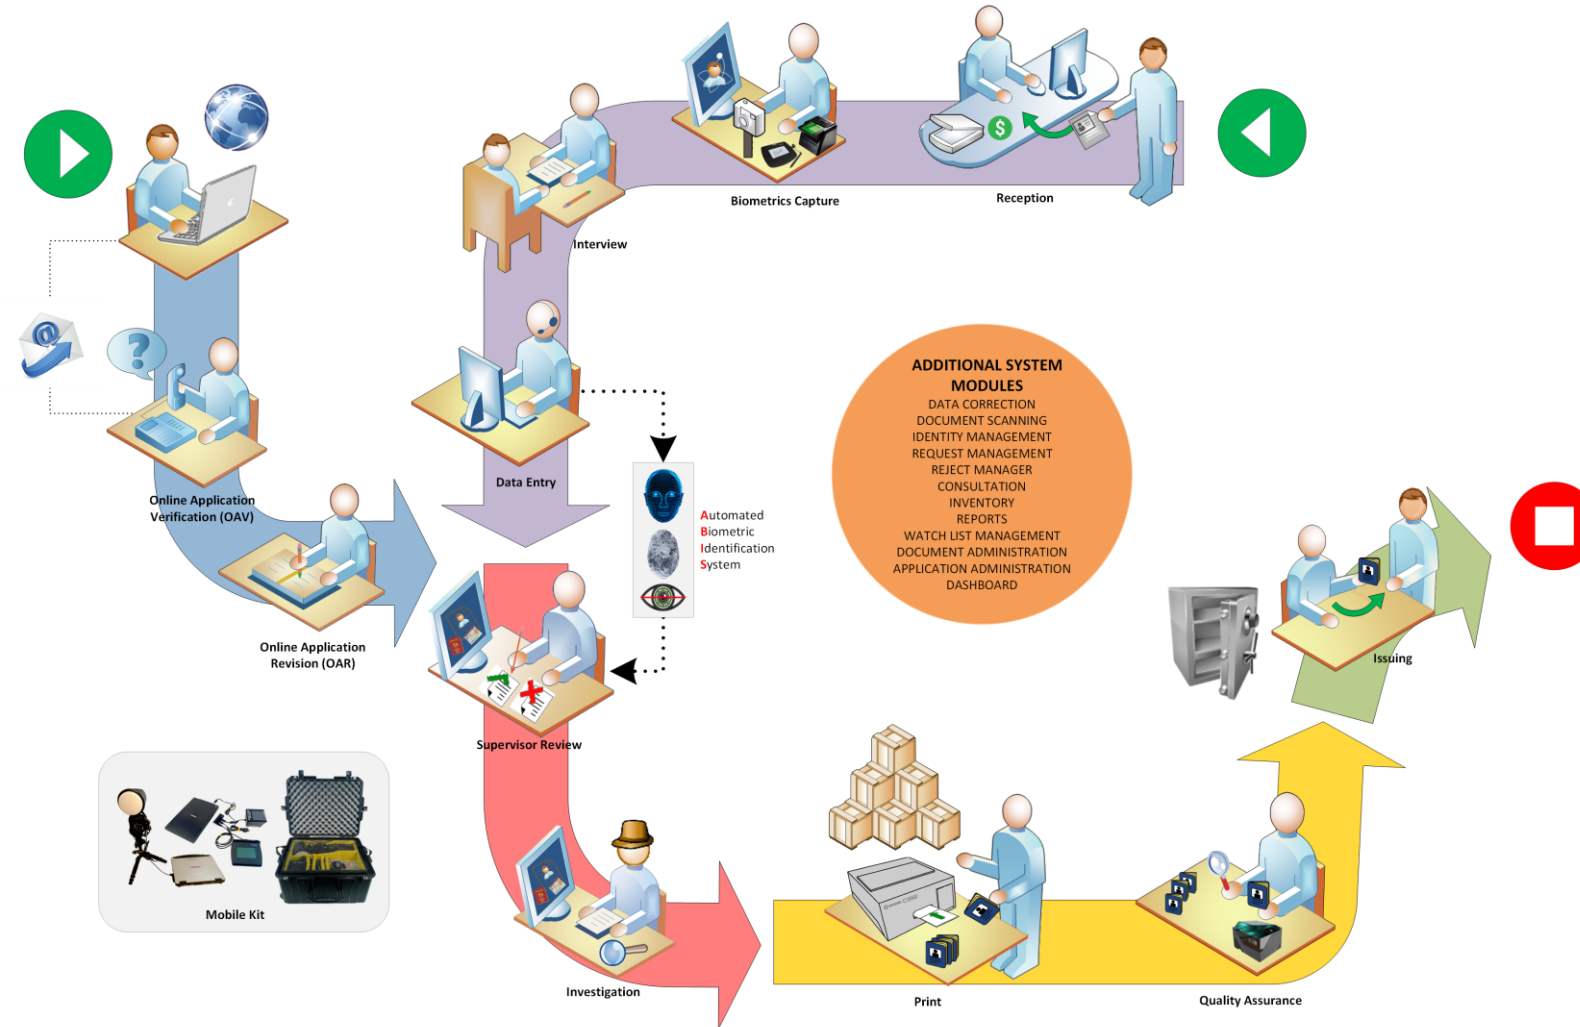 Reception
Biometrics Capture
Interview
Data Entry
@
?
Online Application
Verification (OAV)
Online Application
Revision (OAR)
Automated
Biometric
Identification
System
$
ADDITIONAL SYSTEM
MODULES
DATA CORRECTION
DOCUMENT SCANNING
IDENTITY MANAGEMENT
REQUEST MANAGEMENT
REJECT MANAGER
CONSULTATION
INVENTORY
REPORTS
WATCH LIST MANAGEMENT
DOCUMENT ADMINISTRATION
APPLICATION ADMINISTRATION
DASHBOARD
Supervisor Review
Issuing
Mobile Kit
Investigation
Print
Quality Assurance